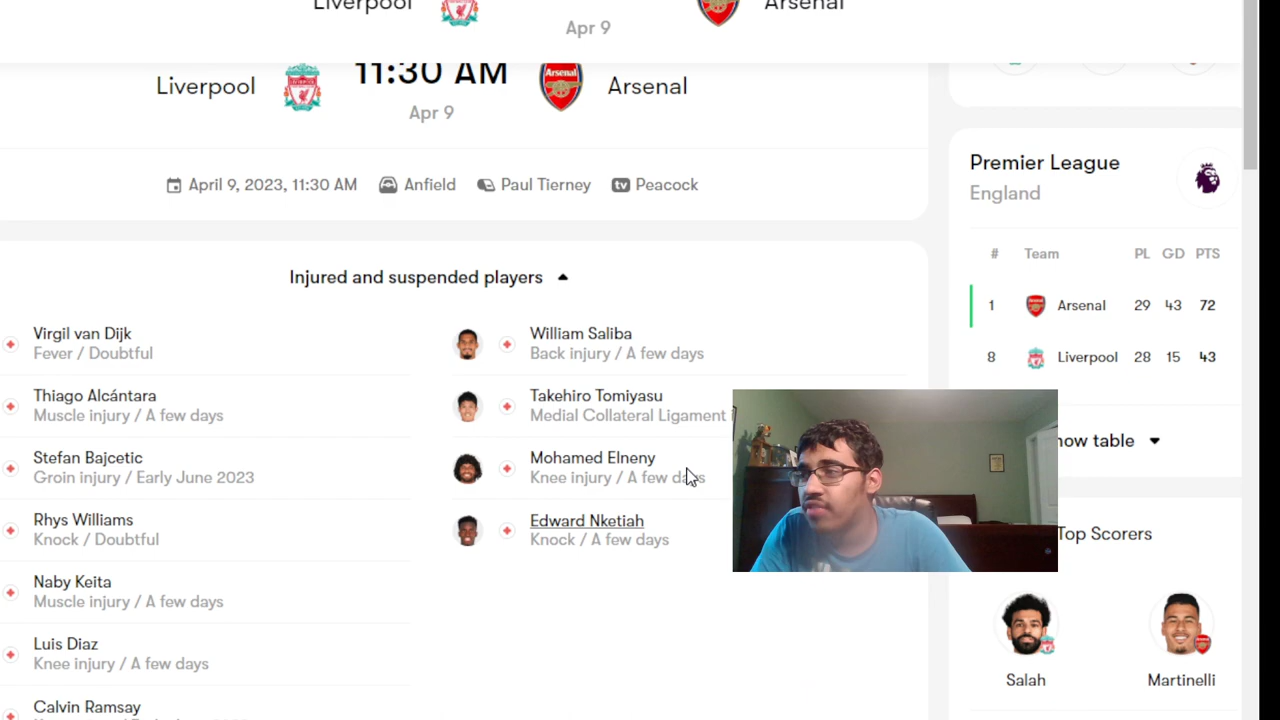 Liverpool
Arsenal
Apr 9
Liverpool
11:30 AM
Arsenal
Apr 9
April 9, 2023, 11:30 AM
Anfield
Paul Tierney
tv Peacock
Injured and suspended players
Virgil van Dijk
Fever / Doubtful
Thiago Alcántara
Muscle injury / A few days
Stefan Bajcetic
Groin injury / Early June 2023
Rhys Williams
Knock / Doubtful
Naby Keita
Muscle injury / A few days
Luis Diaz
Knee injury / A few days
Calvin Ramsay
William Saliba
Back injury / A few days
Takehiro Tomiyasu
Medial Collateral Ligament
Mohamed Elneny
Knee injury / A few days
Edward Nketiah
Knock / A few days
Premier League
England
# Team PL GD PTS
1 Arsenal 29 43 72
8 Liverpool 28 15 43
how table
Top Scorers
Salah
Martinelli